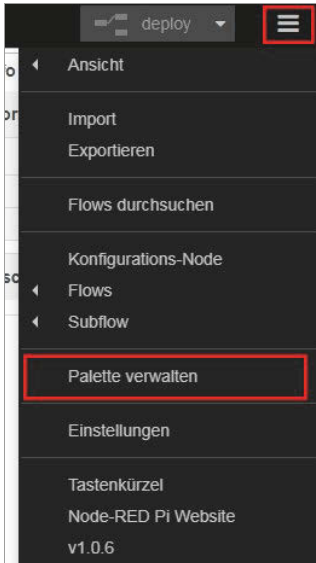 deploy
Ansicht
Import
Exportieren
Flows durchsuchen
Konfigurations-Node
Flows
Subflow
Palette verwalten
Einstellungen
Tastenkürzel
Node-RED Pi Website
v1.0.6